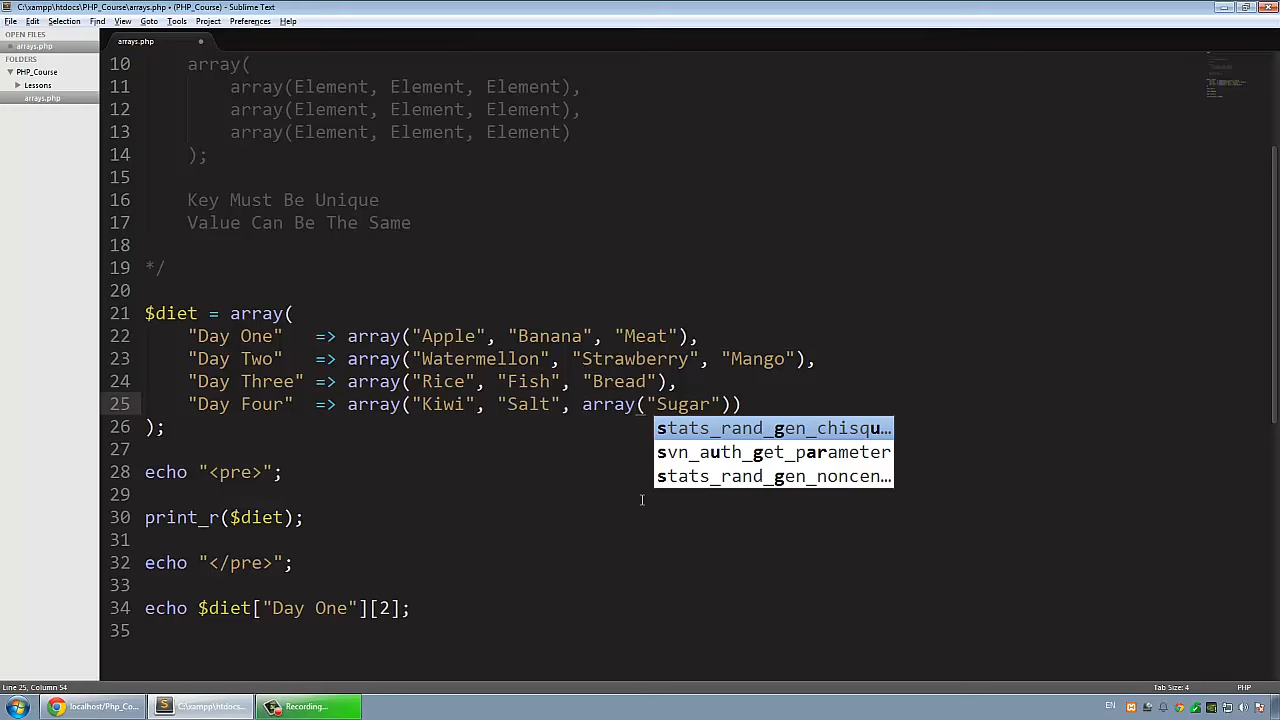 C:\xampp\htdocs\PHP_Course\arrays.php • (PHP_Course) - Sublime Text
File Edit Selection Find View Goto Tools Project Preferences Help
OPEN FILES
arrays.php
FOLDERS
PHP_Course
Lessons
arrays.php
arrays.php
10 array(
11 array(Element, Element, Element),
12 array(Element, Element, Element),
13 array(Element, Element, Element)
14 );
15
16 Key Must Be Unique
17 Value Can Be The Same
18
19 */
20
21 $diet = array(
22 "Day One" => array("Apple", "Banana", "Meat"),
23 "Day Two" => array("Watermellon", "Strawberry", "Mango"),
24 "Day Three" => array("Rice", "Fish", "Bread"),
25 "Day Four" => array("Kiwi", "Salt", array("Sugar"))
26 );
stats_rand_gen_chisqu…
svn_auth_get_parameter
stats_rand_gen_noncen…
27
28 echo "<pre>";
29
30 print_r($diet);
31
32 echo "</pre>";
33
34 echo $diet["Day One"][2];
35
Line 25, Column 54
Tab Size: 4
PHP
localhost/Php_Co...
C:\xampp\htdocs...
Recording...
EN
10:07 PM